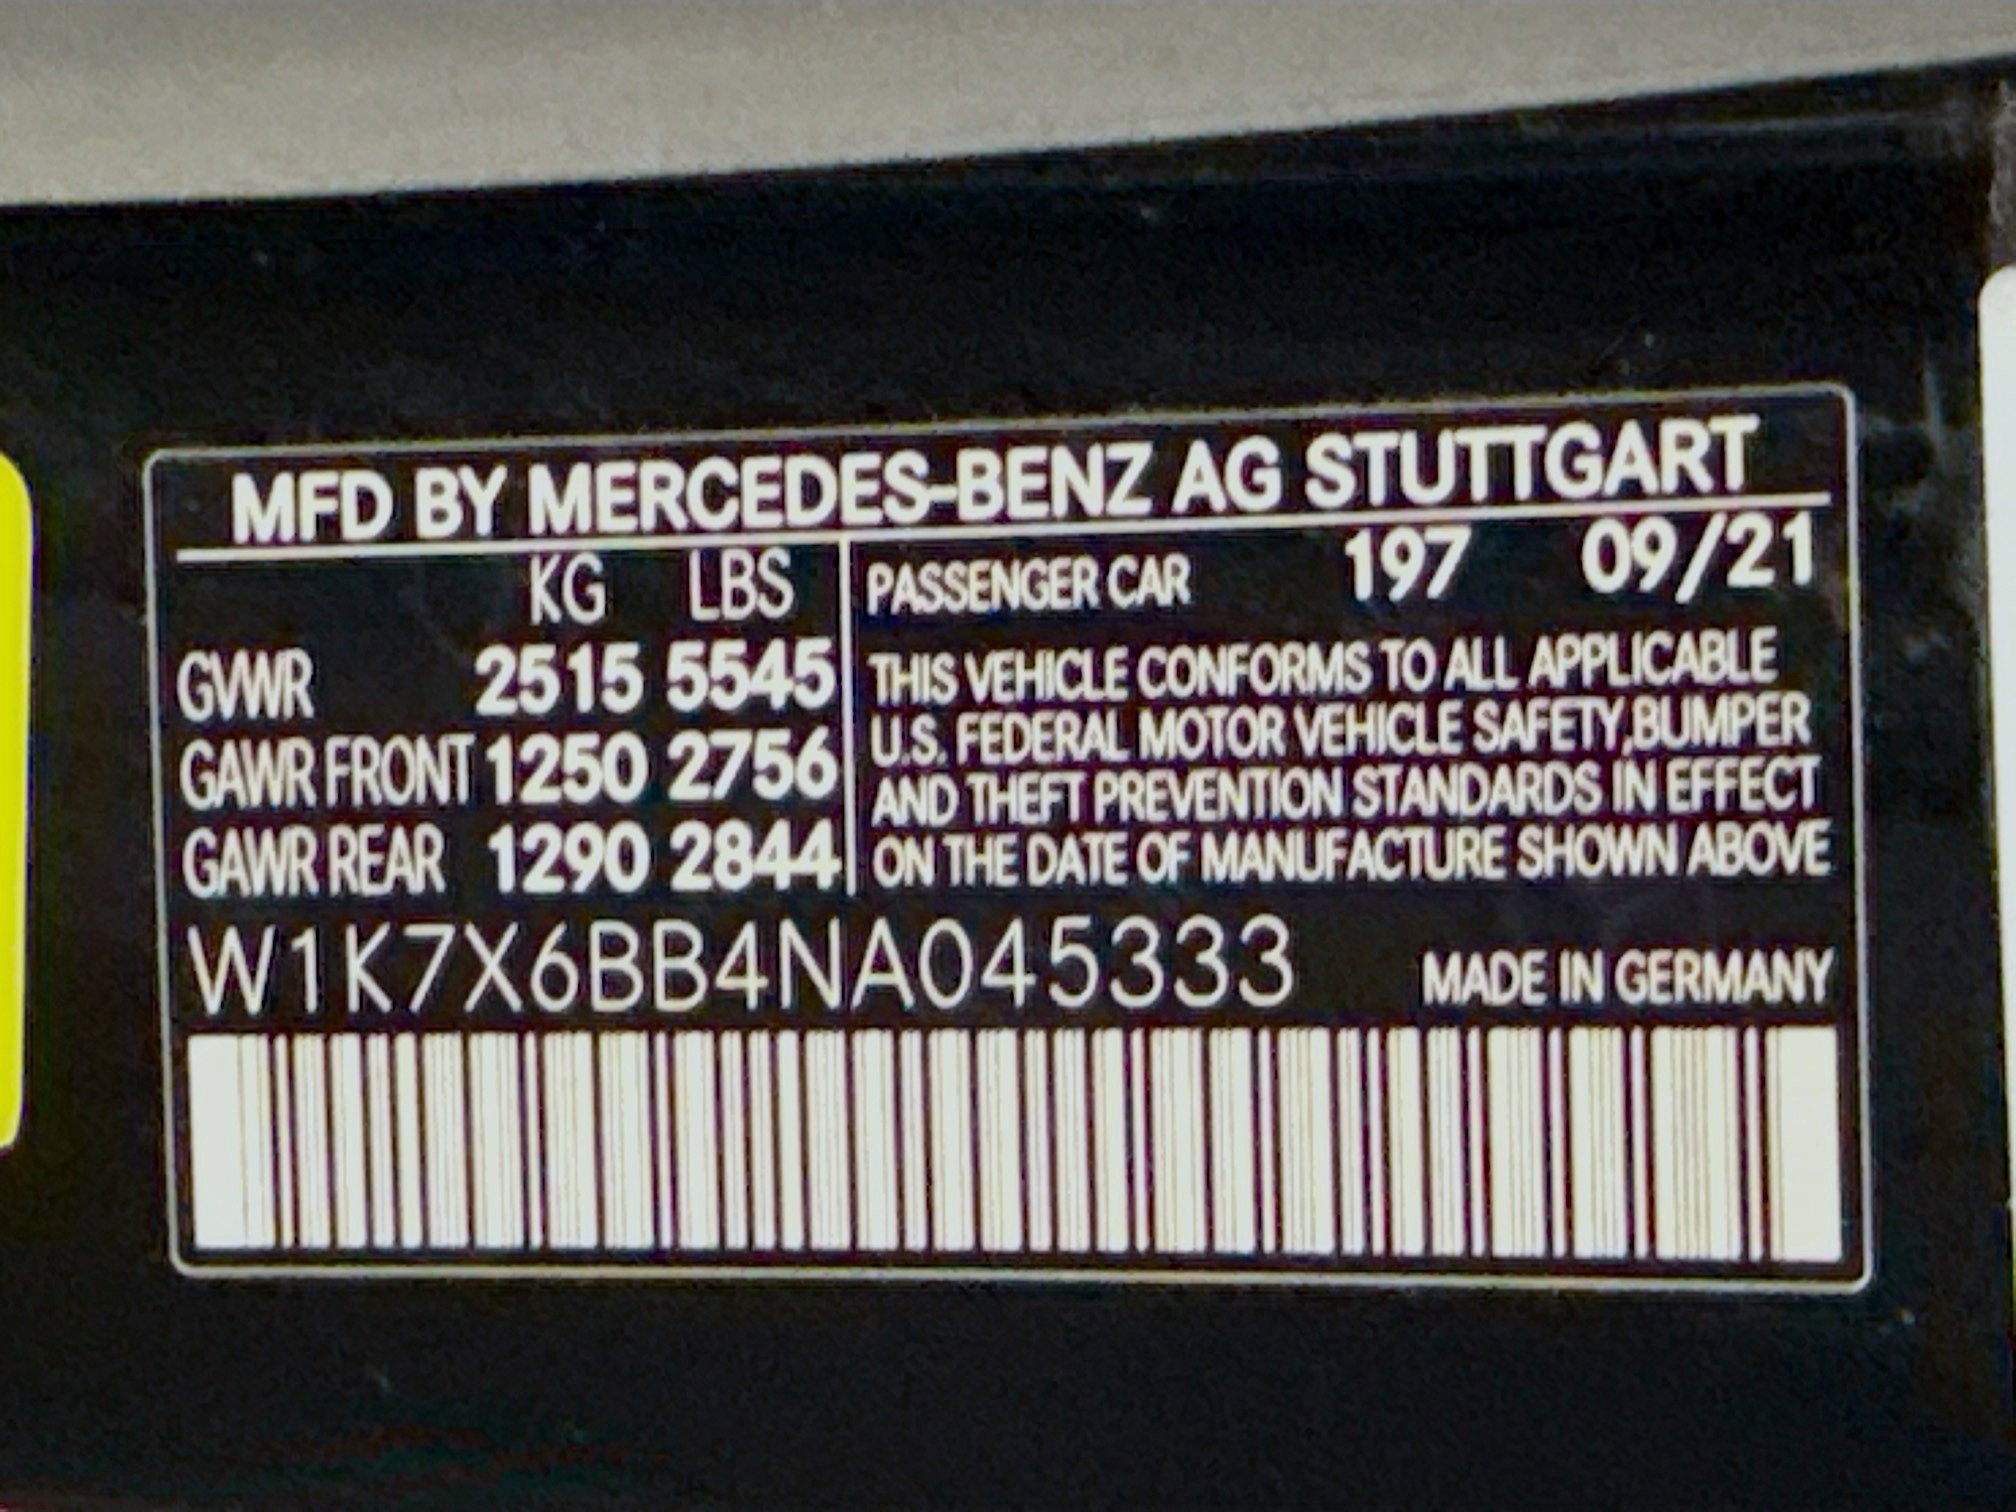 MFD BY MERCEDES-BENZ AG STUTTGART
KG LBS
GVWR 2515 5545
GAWR FRONT 1250 2756
GAWR REAR 1290 2844
PASSENGER CAR 197 09/21
THIS VEHICLE CONFORMS TO ALL APPLICABLE
U.S. FEDERAL MOTOR VEHICLE SAFETY,BUMPER
AND THEFT PREVENTION STANDARDS IN EFFECT
ON THE DATE OF MANUFACTURE SHOWN ABOVE
W1K7X6BB4NA045333
MADE IN GERMANY